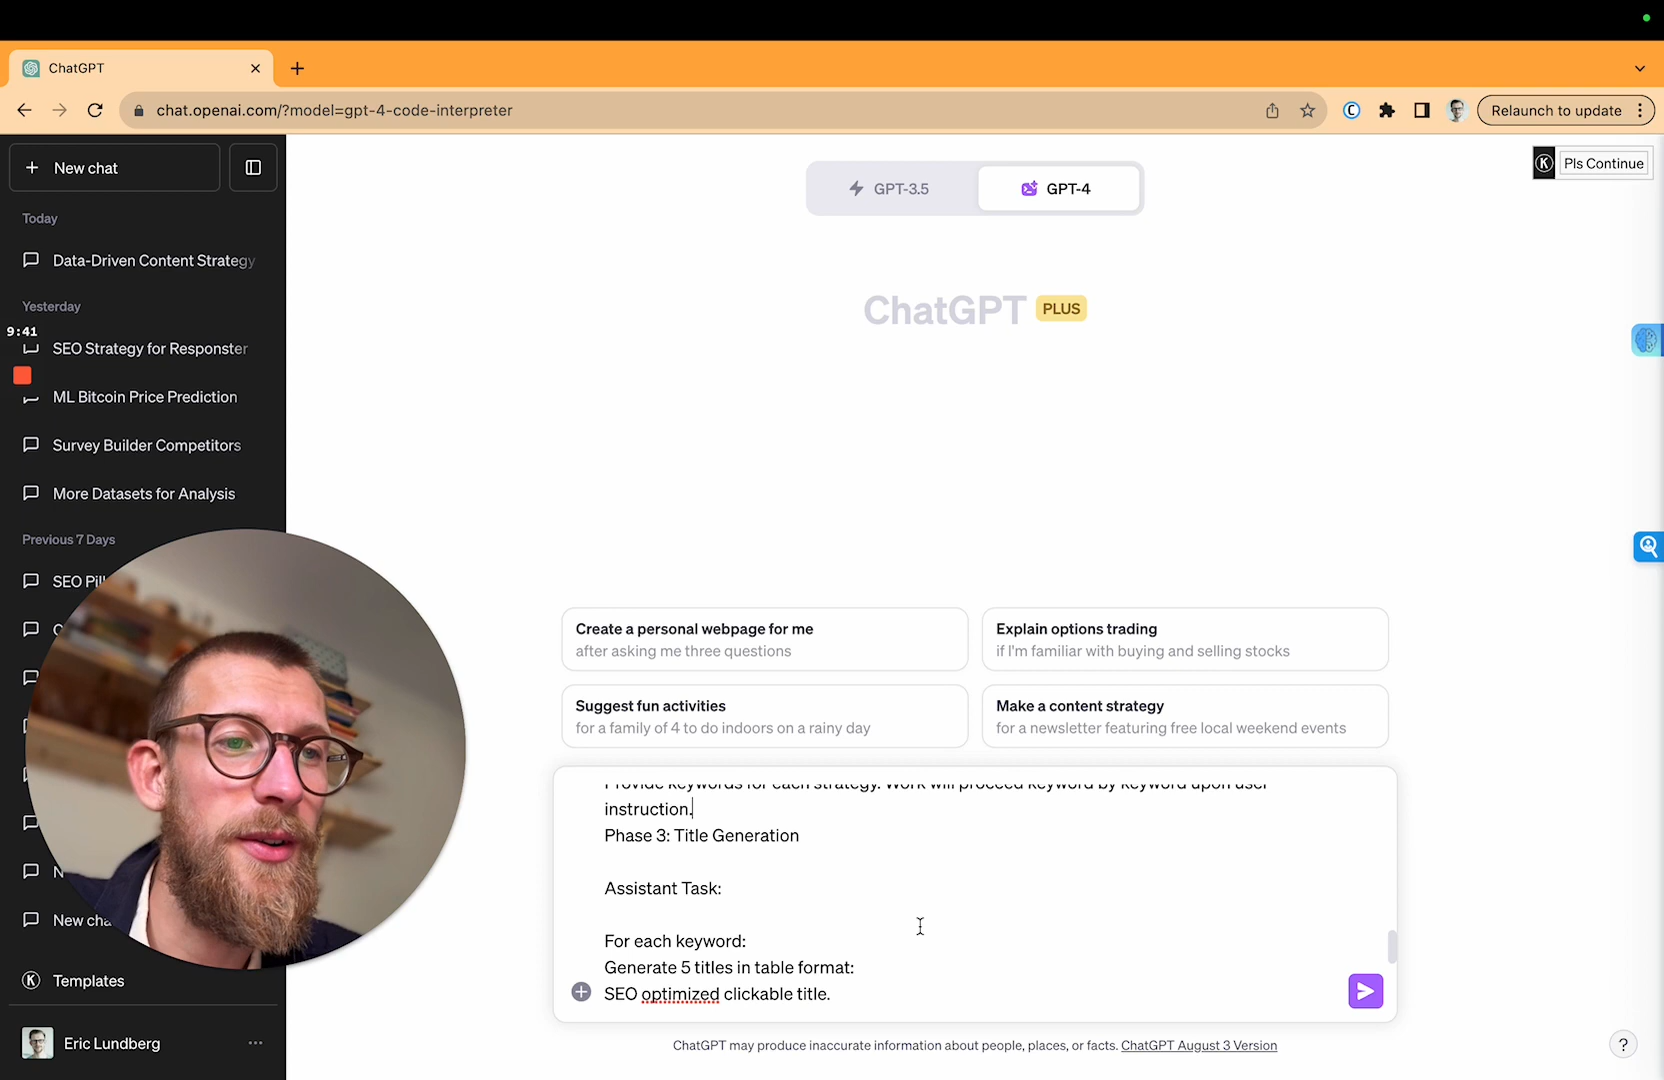 ChatGPT
chat.openai.com/?model=gpt-4-code-interpreter
Relaunch to update
New chat
GPT-3.5
GPT-4
Pls Continue
Today
Data-Driven Content Strategy
Yesterday
ChatGPT PLUS
9:41
SEO Strategy for Responster
ML Bitcoin Price Prediction
Survey Builder Competitors
More Datasets for Analysis
Previous 7 Days
Create a personal webpage for me
after asking me three questions
Explain options trading
if I'm familiar with buying and selling stocks
Suggest fun activities
for a family of 4 to do indoors on a rainy day
Make a content strategy
for a newsletter featuring free local weekend events
Provide keywords for each strategy. Work will proceed keyword by keyword upon user
instruction.
Phase 3: Title Generation
Assistant Task:
For each keyword:
Generate 5 titles in table format:
SEO optimized clickable title.
SEO
New
Templates
Eric Lundberg
ChatGPT may produce inaccurate information about people, places, or facts. ChatGPT August 3 Version
?